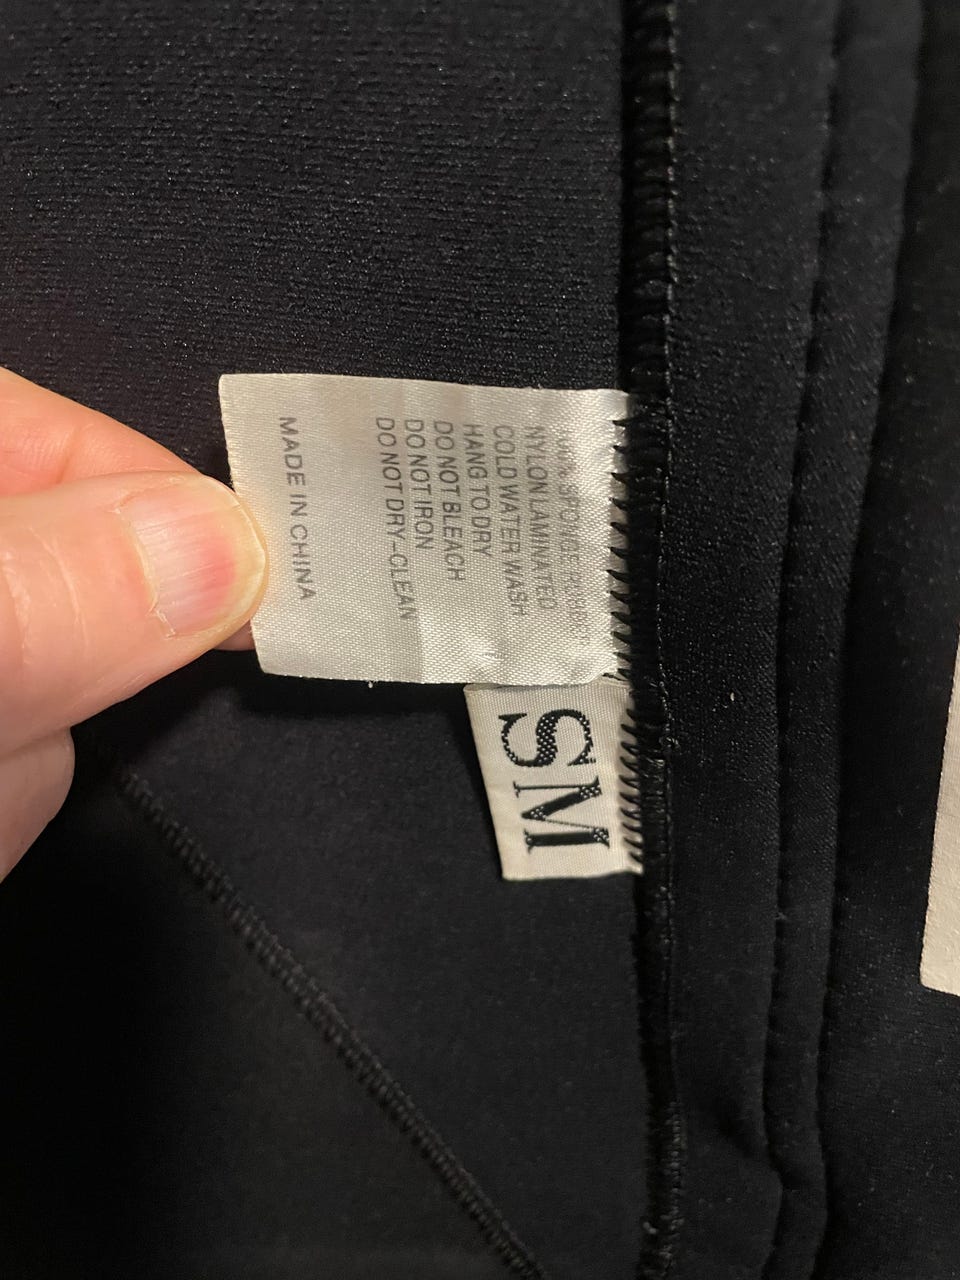 100% SPONGE RUBBER
NYLON LAMINATED
COLD WATER WASH
HANG TO DRY
DO NOT BLEACH
DO NOT IRON
DO NOT DRY-CLEAN
MADE IN CHINA
SM